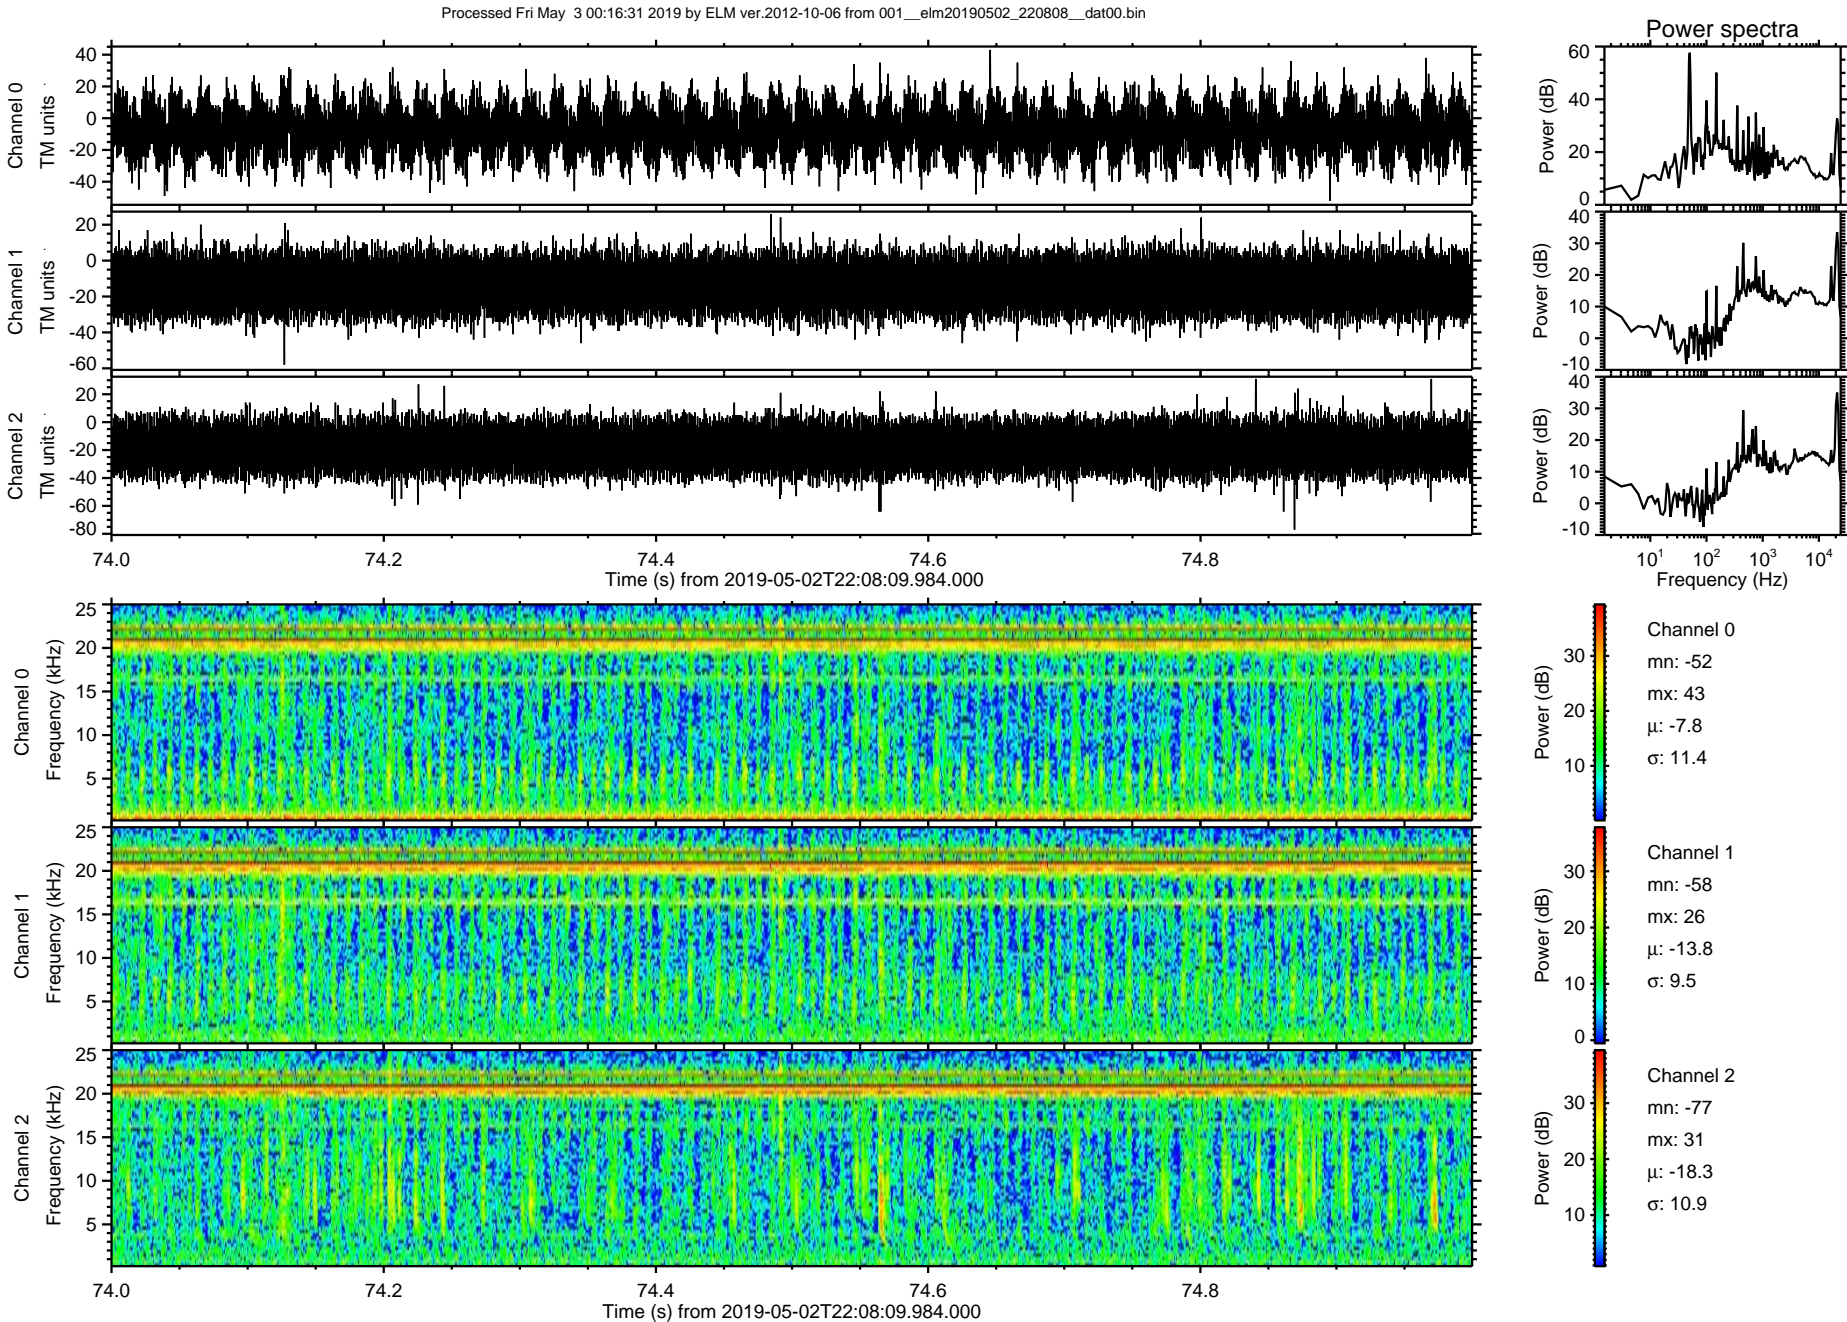 Processed Fri May  3 00:16:31 2019 by ELM ver.2012-10-06 from 001__elm20190502_220808__dat00.bin
Power spectra
Channel 0
TM units
40
20
0
-20
-40
Power (dB)
60
40
20
0
Channel 1
TM units
20
0
-20
-40
-60
Power (dB)
40
30
20
10
0
-10
Channel 2
TM units
20
0
-20
-40
-60
-80
Power (dB)
40
30
20
10
0
-10
74.0 74.2 74.4 74.6 74.8
Time (s) from 2019-05-02T22:08:09.984.000
10¹ 10² 10³ 10⁴
Frequency (Hz)
Channel 0
Frequency (kHz)
25
20
15
10
5
Power (dB)
30
20
10
Channel 0
mn: -52
mx: 43
μ: -7.8
σ: 11.4
Channel 1
Frequency (kHz)
25
20
15
10
5
Power (dB)
30
20
10
0
Channel 1
mn: -58
mx: 26
μ: -13.8
σ: 9.5
Channel 2
Frequency (kHz)
25
20
15
10
5
Power (dB)
30
20
10
Channel 2
mn: -77
mx: 31
μ: -18.3
σ: 10.9
74.0 74.2 74.4 74.6 74.8
Time (s) from 2019-05-02T22:08:09.984.000